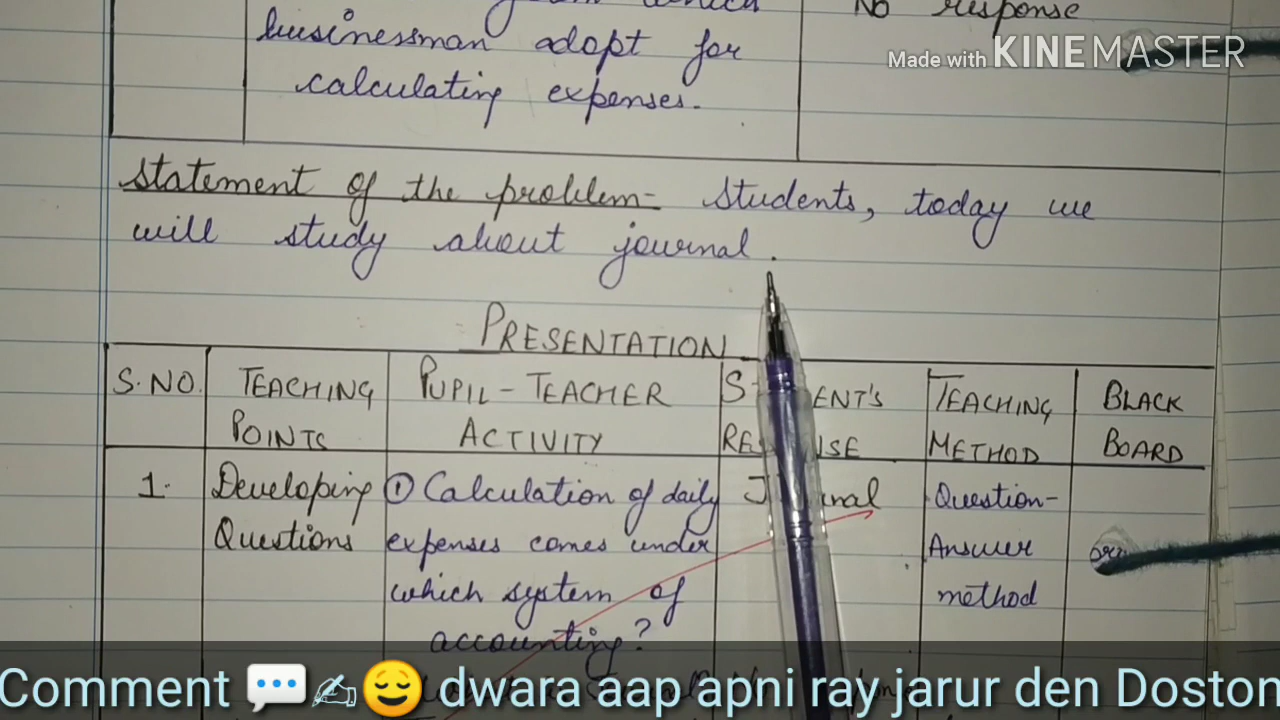 which
No response
businessman adopt for
calculating expenses.
Made with KINEMASTER
Statement of the problem- Students, today we
will study about journal.
PRESENTATION
S.NO. TEACHING POINTS PUPIL-TEACHER ACTIVITY TEACHING METHOD BLACK BOARD
1. Developing ① Calculation of daily Question-
Questions expenses comes under Answer
which system of method
accounting?
Comment 💬✍😌 dwara aap apni ray jarur den Doston